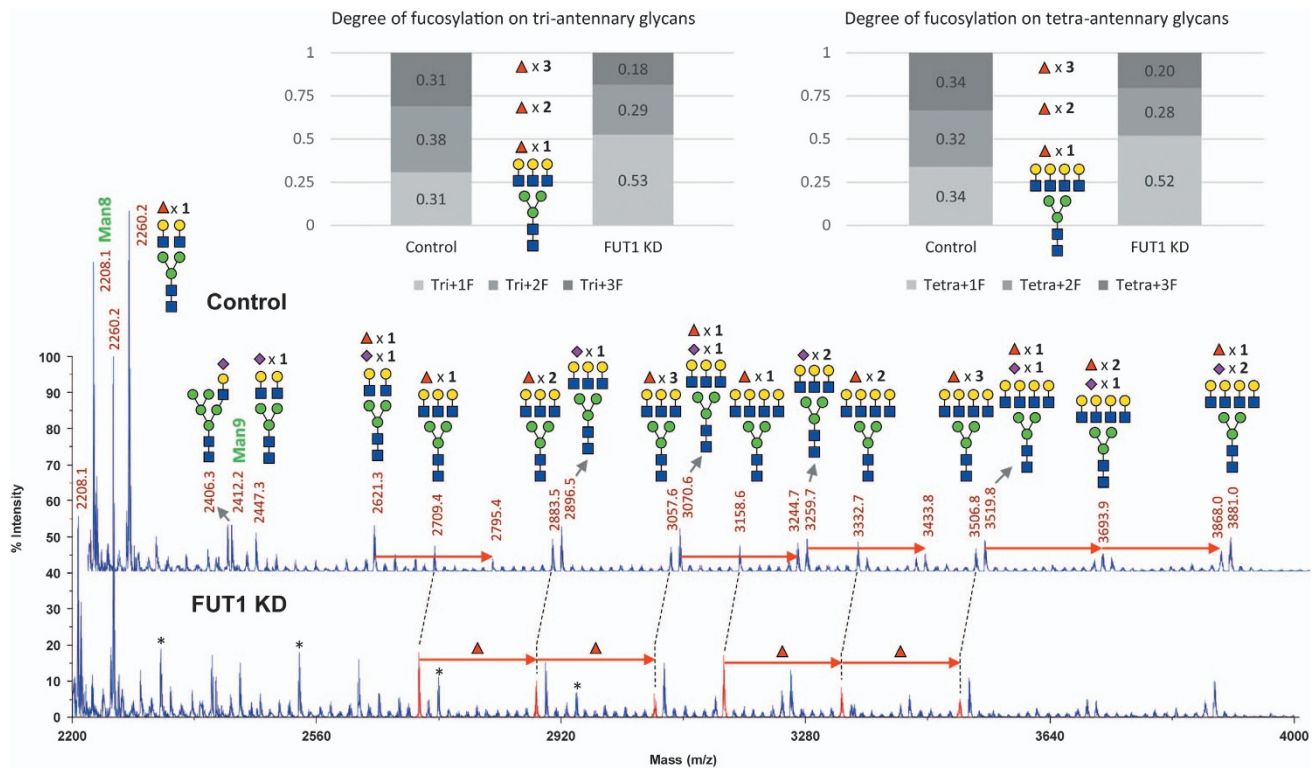 Degree of fucosylation on tri-antennary glycans
1
0.75
0.5
0.25
0
0.31
0.38
0.31
x 3
x 2
x 1
0.18
0.29
0.53
Control
FUT1 KD
Tri+1F
Tri+2F
Tri+3F
Degree of fucosylation on tetra-antennary glycans
1
0.75
0.5
0.25
0
0.34
0.32
0.34
x 3
x 2
x 1
0.20
0.28
0.52
Control
FUT1 KD
Tetra+1F
Tetra+2F
Tetra+3F
Control
2208.1
Man8
2260.2
x 1
2208.1
2260.2
2406.3
2412.2
Man9
2447.3
x 1
2621.3
x 1
x 1
2709.4
x 1
2795.4
2883.5
x 2
2896.5
x 1
3057.6
x 3
3070.6
x 1
x 1
3158.6
x 1
3244.7
3259.7
x 2
3332.7
x 2
3433.8
3506.8
x 3
3519.8
x 1
x 1
3693.9
x 2
x 1
3868.0
3881.0
x 1
x 2
FUT1 KD
*
*
*
*
% Intensity
100
90
80
70
60
50
40
30
20
10
0
2200
2560
2920
3280
3640
4000
Mass (m/z)